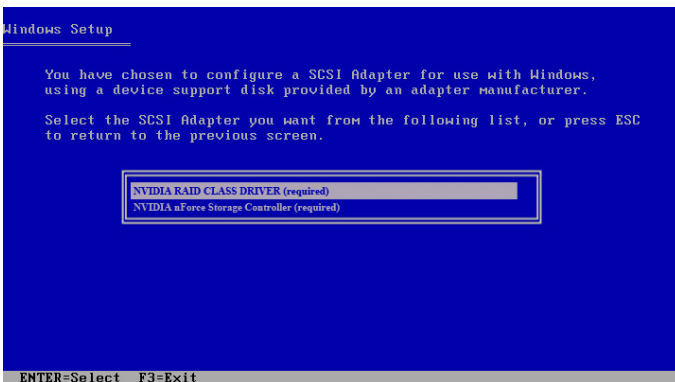 Windows Setup
You have chosen to configure a SCSI Adapter for use with Windows,
using a device support disk provided by an adapter manufacturer.
Select the SCSI Adapter you want from the following list, or press ESC
to return to the previous screen.
NVIDIA RAID CLASS DRIVER (required)
NVIDIA nForce Storage Controller (required)
ENTER=Select  F3=Exit